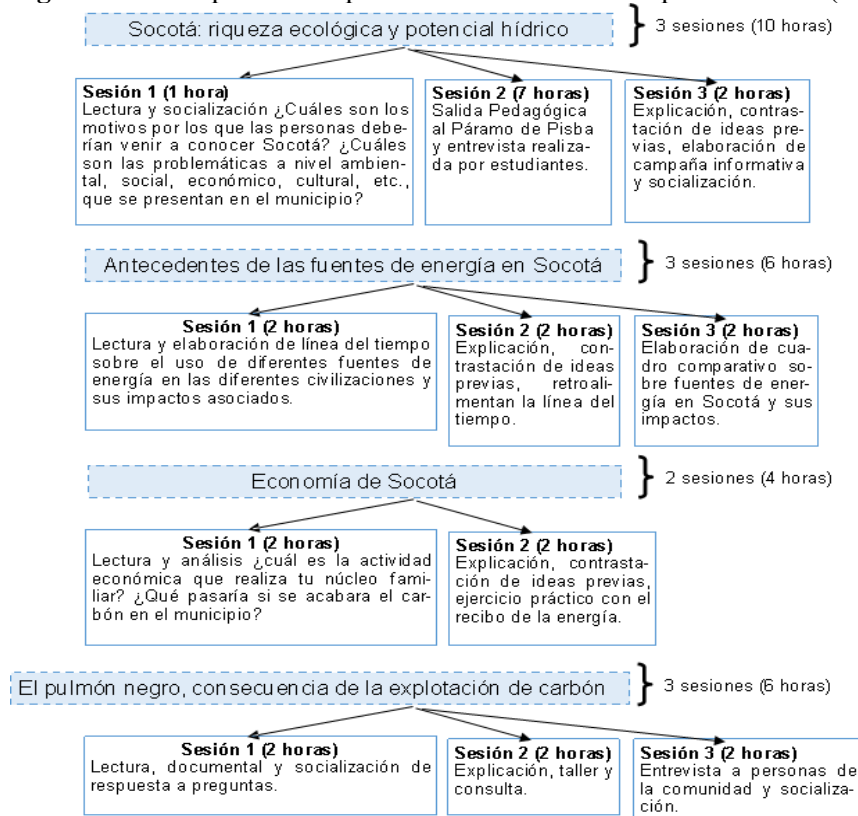 Socotá: riqueza ecológica y potencial hídrico
3 sesiones (10 horas)
Sesión 1 (1 hora)
Lectura y socialización ¿Cuáles son los
motivos por los que las personas debe-
rían venir a conocer Socotá? ¿Cuáles
son las problemáticas a nivel ambien-
tal, social, económico, cultural, etc.,
que se presentan en el municipio?
Sesión 2 (7 horas)
Salida Pedagógica
al Páramo de Pisba
y entrevista realiza-
da por estudiantes.
Sesión 3 (2 horas)
Explicación, contras-
tación de ideas pre-
vias, elaboración de
campaña informativa
y socialización.
Antecedentes de las fuentes de energía en Socotá
3 sesiones (6 horas)
Sesión 1 (2 horas)
Lectura y elaboración de línea del tiempo
sobre el uso de diferentes fuentes de
energía en las diferentes civilizaciones y
sus impactos asociados.
Sesión 2 (2 horas)
Explicación, con-
trastación de ideas
previas, retroali-
mentan la línea del
tiempo.
Sesión 3 (2 horas)
Elaboración de cua-
dro comparativo so-
bre fuentes de ener-
gía en Socotá y sus
impactos.
Economía de Socotá
2 sesiones (4 horas)
Sesión 1 (2 horas)
Lectura y análisis ¿cuál es la actividad
económica que realiza tu núcleo fami-
liar? ¿Qué pasaría si se acabara el car-
bón en el municipio?
Sesión 2 (2 horas)
Explicación, contrasta-
ción de ideas previas,
ejercicio práctico con el
recibo de la energía.
El pulmón negro, consecuencia de la explotación de carbón
3 sesiones (6 horas)
Sesión 1 (2 horas)
Lectura, documental y socialización de
respuesta a preguntas.
Sesión 2 (2 horas)
Explicación, taller y
consulta.
Sesión 3 (2 horas)
Entrevista a personas de
la comunidad y socializa-
ción.